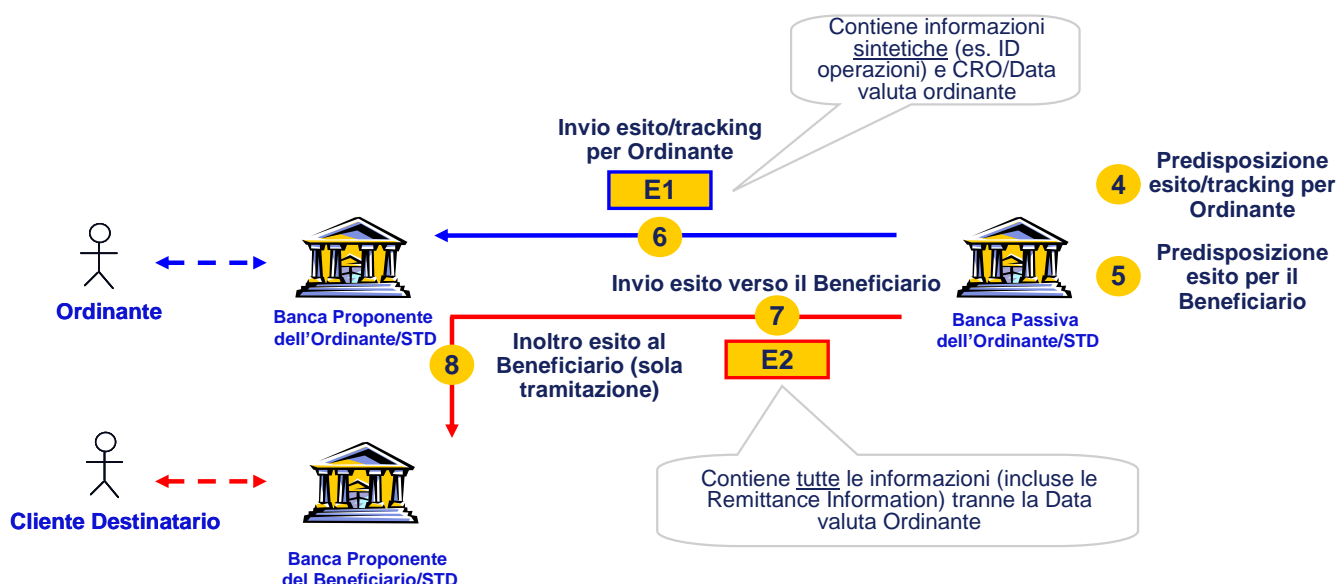 Contiene informazioni
sintetiche (es. ID
operazioni) e CRO/Data
valuta ordinante
Invio esito/tracking
per Ordinante
E1
4
Predisposizione
esito/tracking per
Ordinante
6
5
Predisposizione
esito per il
Beneficiario
Ordinante
Banca Proponente
dell’Ordinante/STD
Invio esito verso il Beneficiario
7
Banca Passiva
dell’Ordinante/STD
8
Inoltro esito al
Beneficiario (sola
tramitazione)
E2
Contiene tutte le informazioni (incluse le
Remittance Information) tranne la Data
valuta Ordinante
Cliente Destinatario
Banca Proponente
del Beneficiario/STD